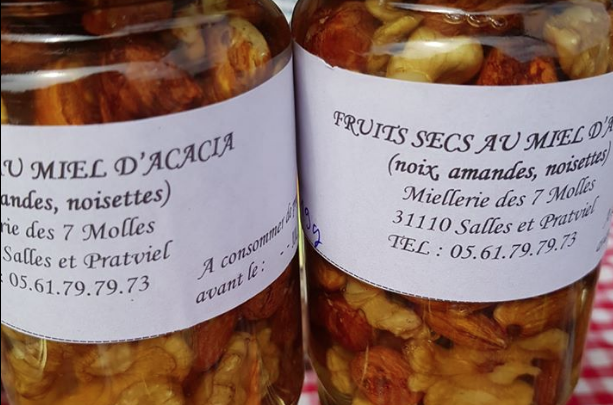 AU MIEL D'ACACIA
andes, noisettes)
rie des 7 Molles
Salles et Pratviel
: 05.61.79.79.73
A consommer de
avant le :
FRUITS SECS AU MIEL D'A
(noix, amandes, noisettes)
Miellerie des 7 Molles
31110 Salles et Pratviel
TEL : 05.61.79.79.73
g